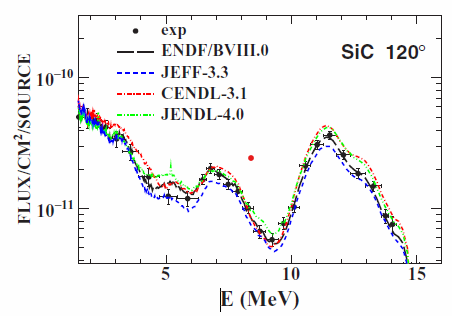 exp
ENDF/BVIII.0
JEFF-3.3
CENDL-3.1
JENDL-4.0
SiC 120°
FLUX/CM²/SOURCE
10⁻¹⁰
10⁻¹¹
5 10 15
E (MeV)